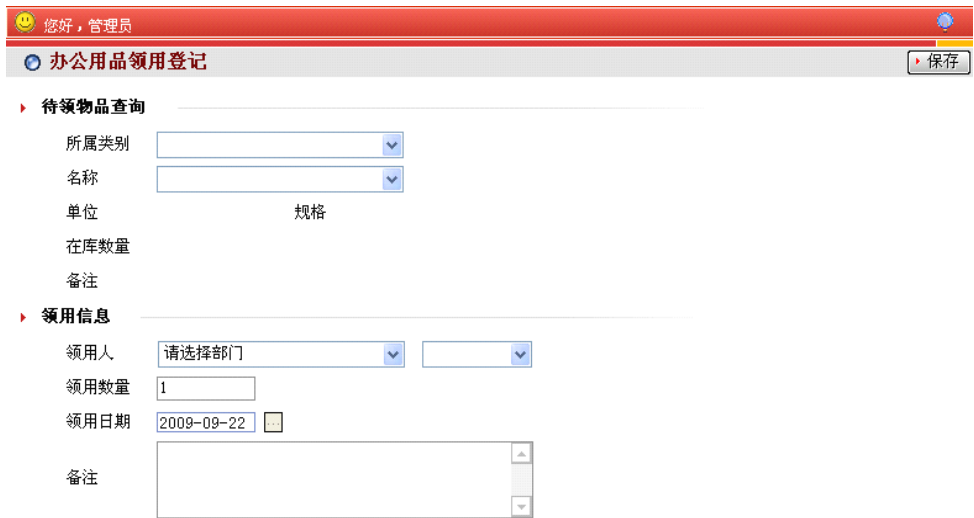 您好，管理员
办公用品领用登记 保存
待领物品查询
所属类别
名称
单位 规格
在库数量
备注
领用信息
领用人 请选择部门
领用数量 1
领用日期 2009-09-22 ...
备注